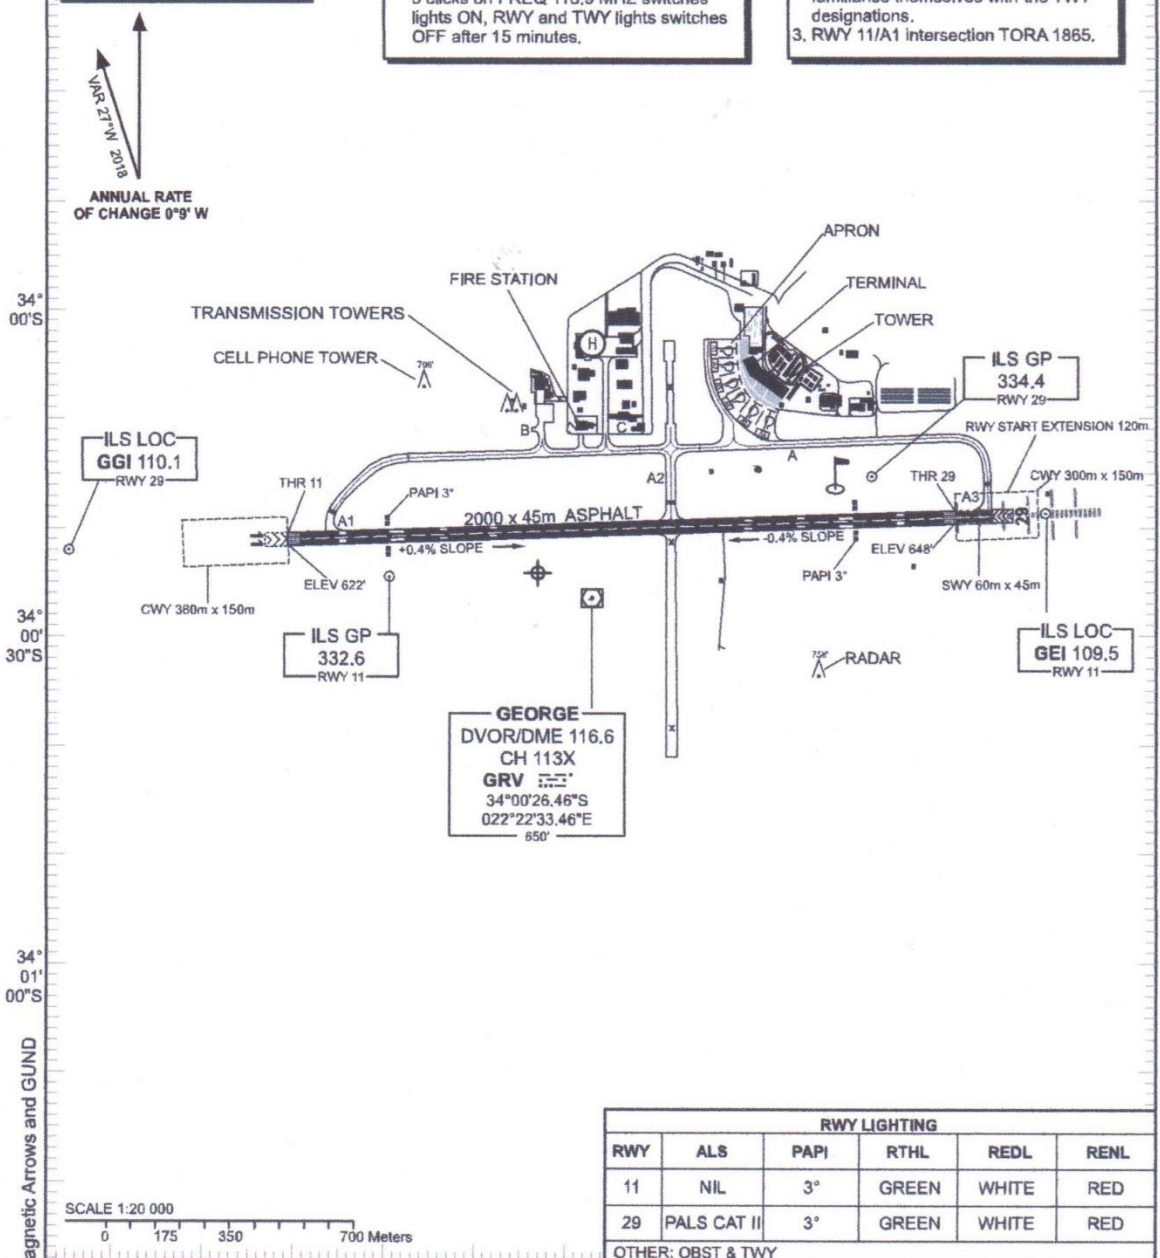 lights ON, RWY and TWY lights switches
OFF after 15 minutes.
familiarise themselves with the TWY
designations.
3. RWY 11/A1 intersection TORA 1865.
VAR 27°W 2018
ANNUAL RATE
OF CHANGE 0°9' W
APRON
FIRE STATION
TERMINAL
34°
00'S
TRANSMISSION TOWERS
TOWER
H
CELL PHONE TOWER
796'
ILS GP
334.4
RWY 29
B
C
RWY START EXTENSION 120m
ILS LOC
GGI 110.1
RWY 29
A
A2
THR 11
PAPI 3°
THR 29
A3
CWY 300m x 150m
A1
2000 x 45m ASPHALT
29
+0.4% SLOPE
-0.4% SLOPE
ELEV 648'
ELEV 622'
PAPI 3°
SWY 60m x 45m
CWY 360m x 150m
34°
00'
30"S
ILS GP
332.6
RWY 11
RADAR
ILS LOC
GEI 109.5
RWY 11
GEORGE
DVOR/DME 116.6
CH 113X
GRV
34°00'26.46"S
022°22'33.46"E
650'
34°
01'
00"S
agnetic Arrows and GUND
RWY LIGHTING
RWY ALS PAPI RTHL REDL RENL
11 NIL 3° GREEN WHITE RED
29 PALS CAT II 3° GREEN WHITE RED
OTHER: OBST & TWY
SCALE 1:20 000
0 175 350 700 Meters